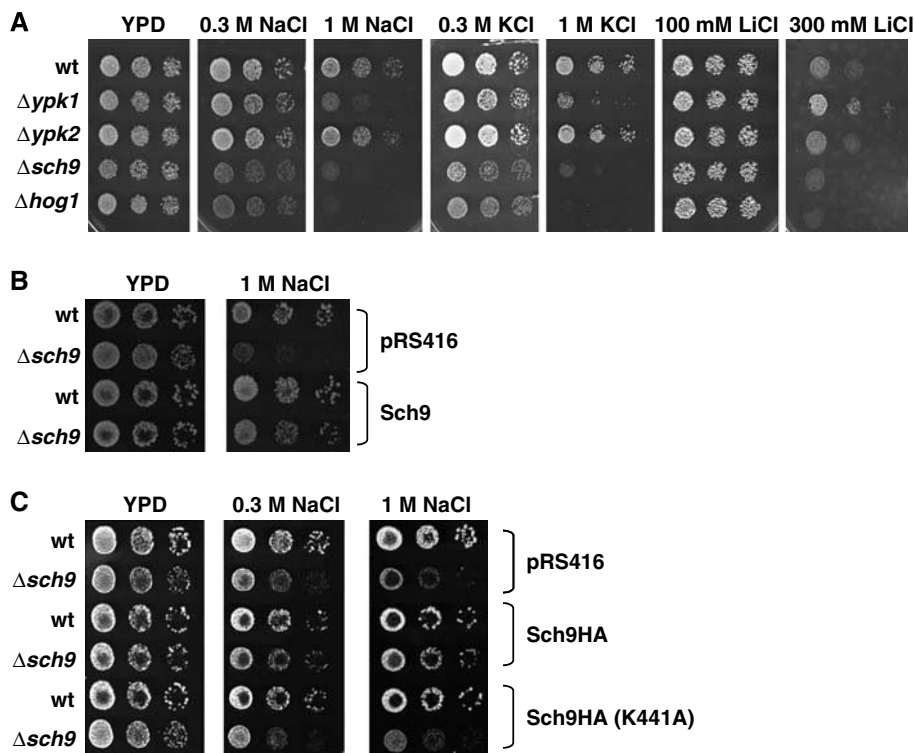 A
YPD 0.3 M NaCl 1 M NaCl 0.3 M KCl 1 M KCl 100 mM LiCl 300 mM LiCl
wt
Δypk1
Δypk2
Δsch9
Δhog1
B
YPD 1 M NaCl
wt
Δsch9
pRS416
wt
Δsch9
Sch9
C
YPD 0.3 M NaCl 1 M NaCl
wt
Δsch9
pRS416
wt
Δsch9
Sch9HA
wt
Δsch9
Sch9HA (K441A)